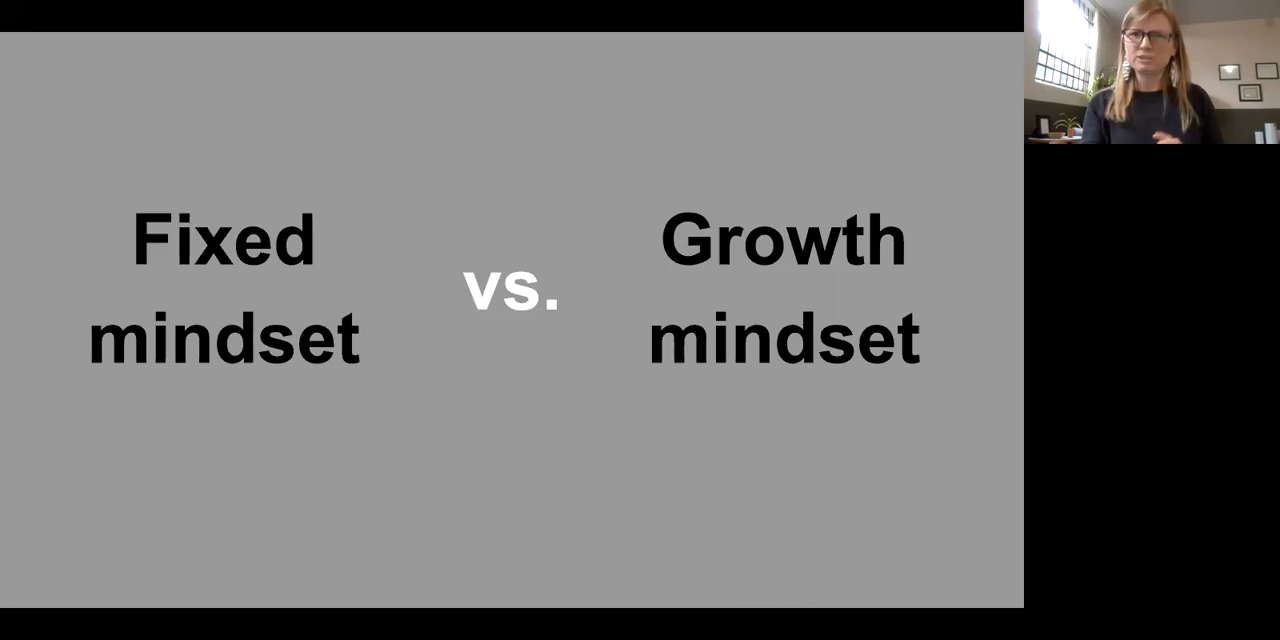 Fixed
mindset
vs.
Growth
mindset